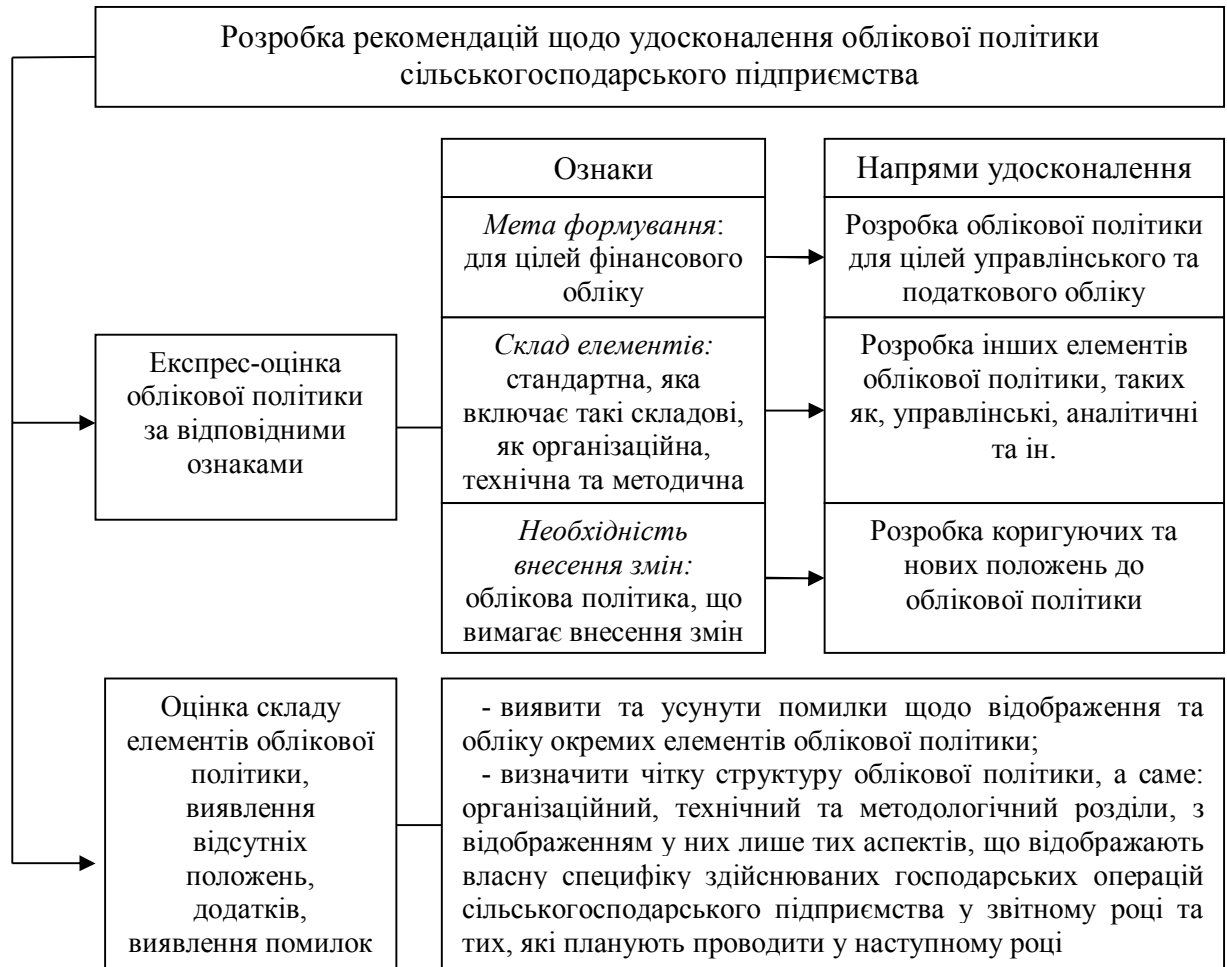 Розробка рекомендацій щодо удосконалення облікової політики
сільськогосподарського підприємства
Ознаки
Напрями удосконалення
Експрес-оцінка
облікової політики
за відповідними
ознаками
Мета формування:
для цілей фінансового
обліку
Розробка облікової політики
для цілей управлінського та
податкового обліку
Склад елементів:
стандартна, яка
включає такі складові,
як організаційна,
технічна та методична
Розробка інших елементів
облікової політики, таких
як, управлінські, аналітичні
та ін.
Необхідність
внесення змін:
облікова політика, що
вимагає внесення змін
Розробка коригуючих та
нових положень до
облікової політики
Оцінка складу
елементів облікової
політики,
виявлення
відсутніх
положень,
додатків,
виявлення помилок
- виявити та усунути помилки щодо відображення та
обліку окремих елементів облікової політики;
- визначити чітку структуру облікової політики, а саме:
організаційний, технічний та методологічний розділи, з
відображенням у них лише тих аспектів, що відображають
власну специфіку здійснюваних господарських операцій
сільськогосподарського підприємства у звітному році та
тих, які планують проводити у наступному році